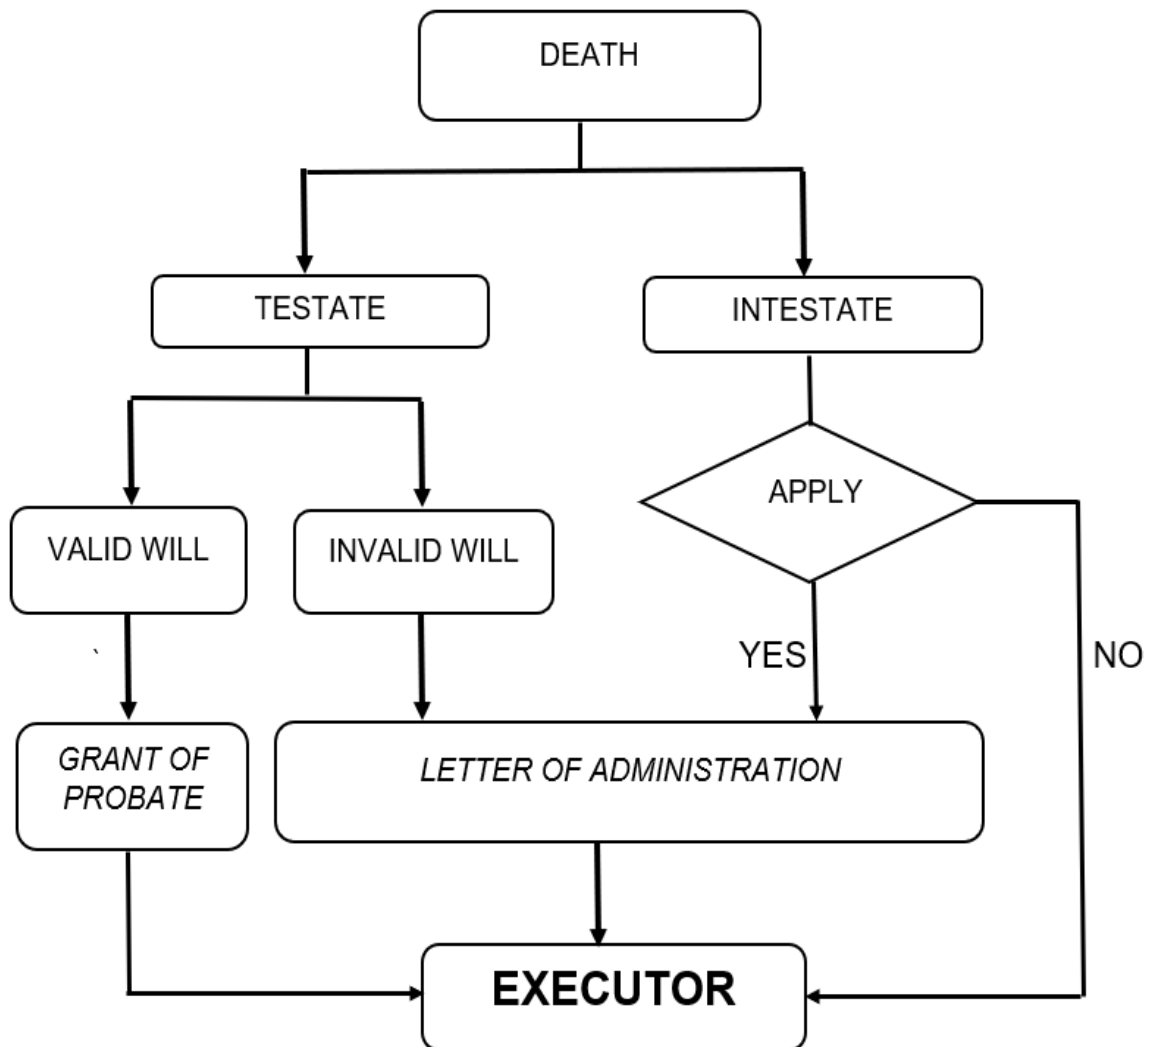 DEATH
TESTATE
INTESTATE
APPLY
VALID WILL
INVALID WILL
YES
NO
`
GRANT OF
PROBATE
LETTER OF ADMINISTRATION
EXECUTOR